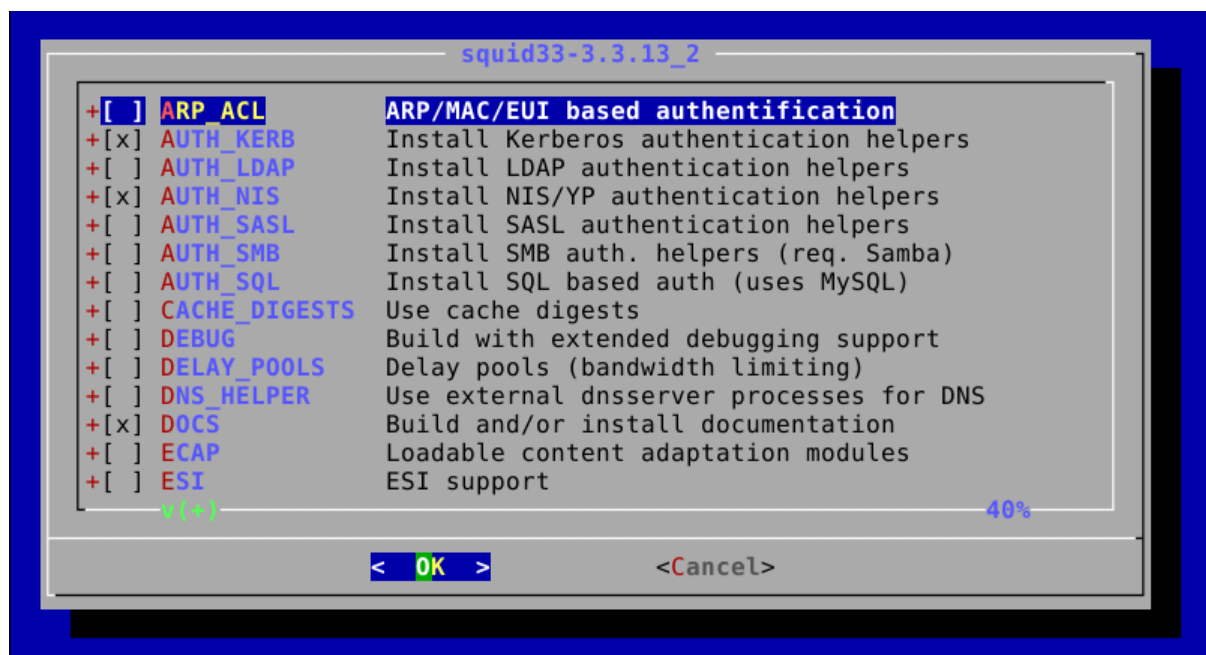 squid33-3.3.13_2
+[ ] ARP_ACL ARP/MAC/EUI based authentification
+[x] AUTH_KERB Install Kerberos authentication helpers
+[ ] AUTH_LDAP Install LDAP authentication helpers
+[x] AUTH_NIS Install NIS/YP authentication helpers
+[ ] AUTH_SASL Install SASL authentication helpers
+[ ] AUTH_SMB Install SMB auth. helpers (req. Samba)
+[ ] AUTH_SQL Install SQL based auth (uses MySQL)
+[ ] CACHE_DIGESTS Use cache digests
+[ ] DEBUG Build with extended debugging support
+[ ] DELAY_POOLS Delay pools (bandwidth limiting)
+[ ] DNS_HELPER Use external dnsserver processes for DNS
+[x] DOCS Build and/or install documentation
+[ ] ECAP Loadable content adaptation modules
+[ ] ESI ESI support
v(+) 40%
< OK > <Cancel>